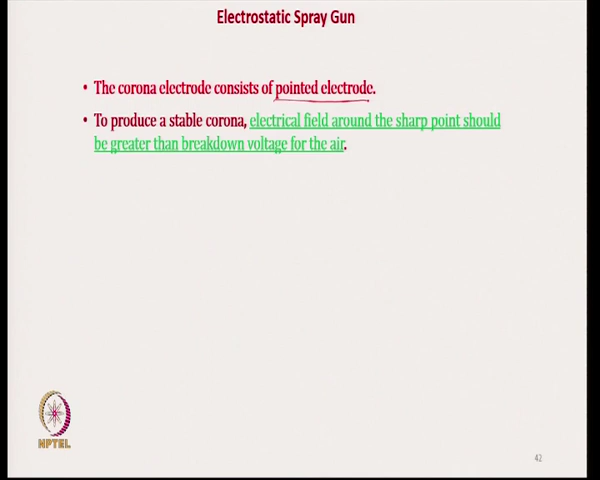 Electrostatic Spray Gun
• The corona electrode consists of pointed electrode.
• To produce a stable corona, electrical field around the sharp point should
be greater than breakdown voltage for the air.
NPTEL
42